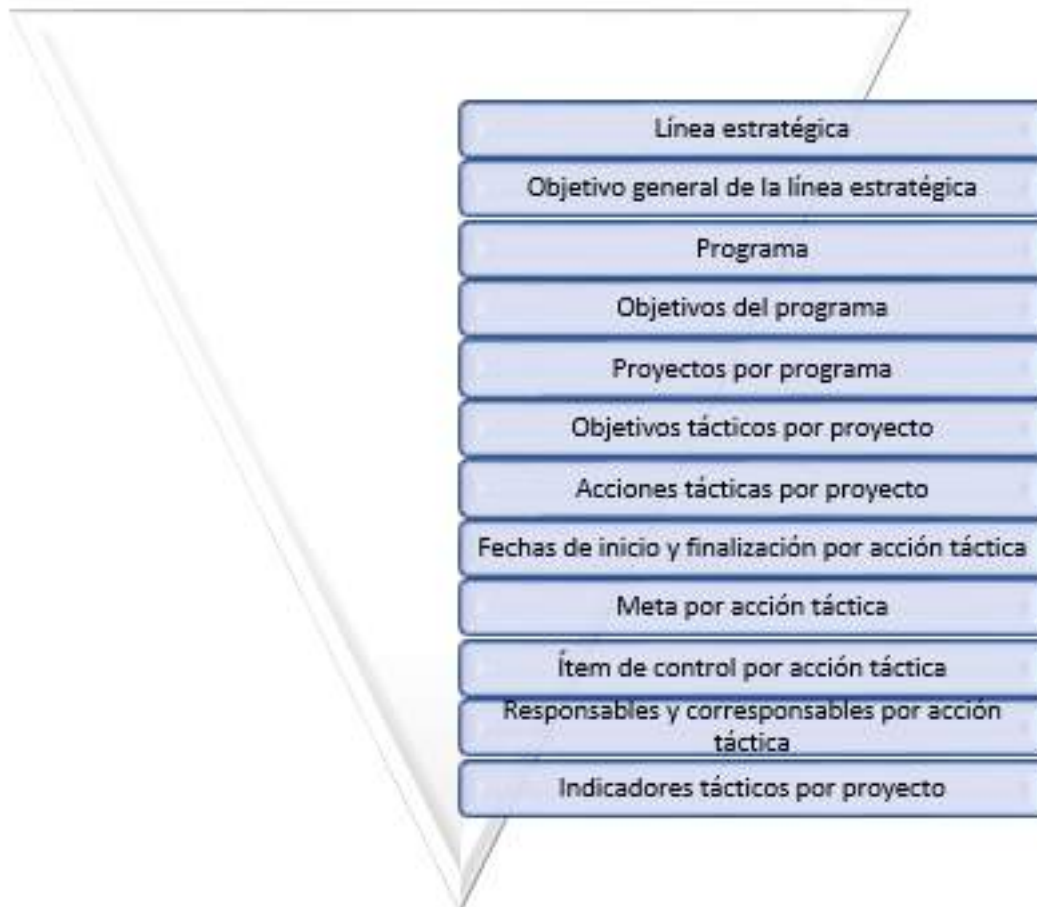 Línea estratégica
Objetivo general de la línea estratégica
Programa
Objetivos del programa
Proyectos por programa
Objetivos tácticos por proyecto
Acciones tácticas por proyecto
Fechas de inicio y finalización por acción táctica
Meta por acción táctica
Ítem de control por acción táctica
Responsables y corresponsables por acción
táctica
Indicadores tácticos por proyecto